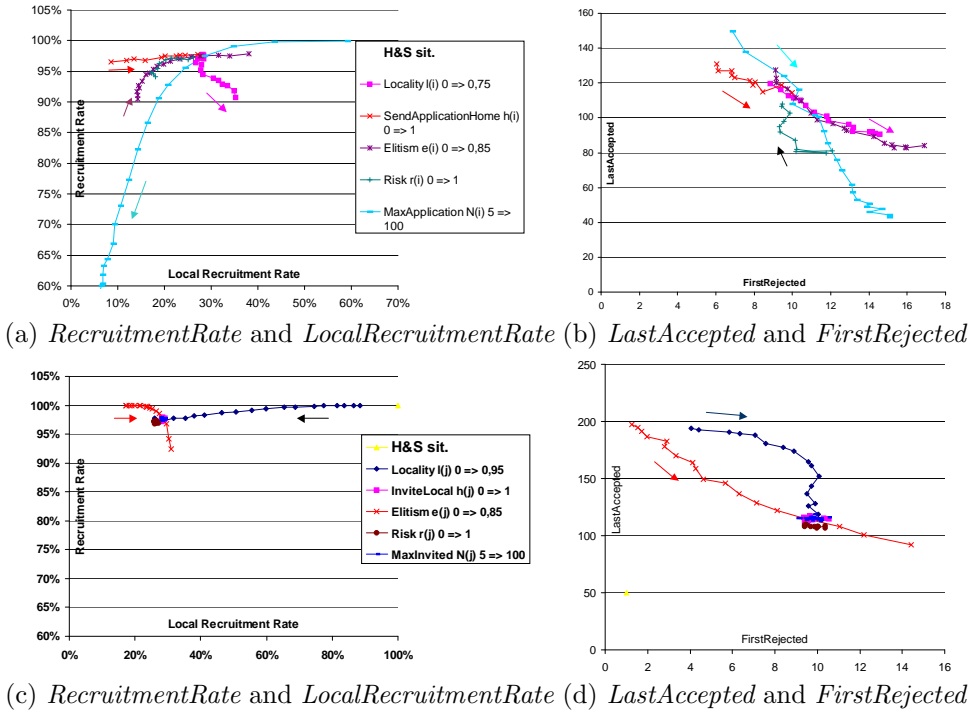 105%
100%
95%
90%
85%
80%
75%
70%
65%
60%
Recruitment Rate
Local Recruitment Rate
0% 10% 20% 30% 40% 50% 60% 70%
H&S sit.
Locality l(i) 0 => 0,75
SendApplicationHome h(i)
0 => 1
Elitism e(i) 0 => 0,85
Risk r(i) 0 => 1
MaxApplication N(i) 5 =>
100
160
140
120
100
80
60
40
20
0
LastAccepted
FirstRejected
0 2 4 6 8 10 12 14 16 18
(a) RecruitmentRate and LocalRecruitmentRate (b) LastAccepted and FirstRejected
105%
100%
95%
90%
85%
80%
75%
70%
65%
60%
Recruitment Rate
Local Recruitment Rate
0% 20% 40% 60% 80% 100%
H&S sit.
Locality l(j) 0 => 0,95
InviteLocal h(j) 0 => 1
Elitism e(j) 0 => 0,85
Risk r(j) 0 => 1
MaxInvited N(j) 5 => 100
250
200
150
100
50
0
LastAccepted
FirstRejected
0 2 4 6 8 10 12 14 16
(c) RecruitmentRate and LocalRecruitmentRate (d) LastAccepted and FirstRejected